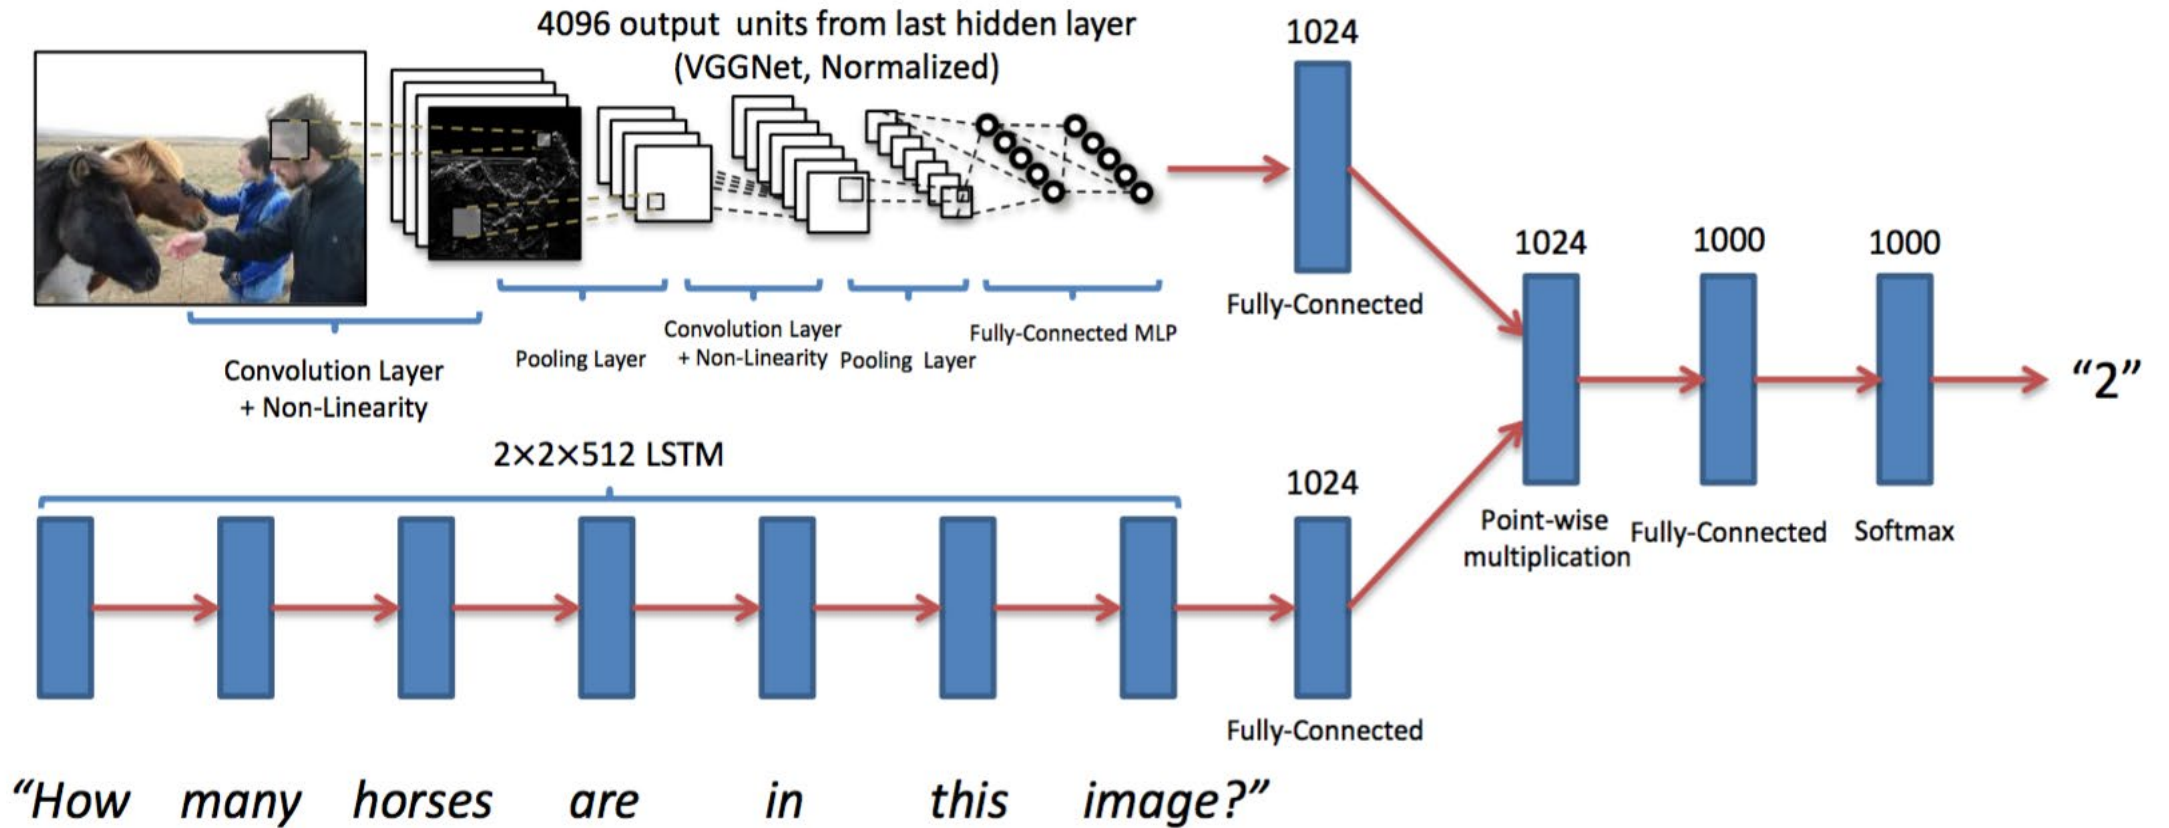 4096 output units from last hidden layer
(VGGNet, Normalized)
1024
Fully-Connected
Convolution Layer
+ Non-Linearity
Pooling Layer
Convolution Layer
+ Non-Linearity
Pooling Layer
Fully-Connected MLP
2×2×512 LSTM
1024
Fully-Connected
1024
Point-wise
multiplication
1000
Fully-Connected
1000
Softmax
“2”
“How many horses are in this image?”